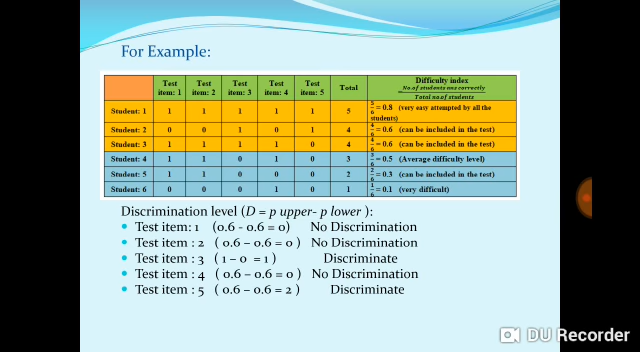 For Example:
Test item: 1 Test item: 2 Test item: 3 Test item: 4 Test item: 5 Total Difficulty index
No.of students ans correctly
Total no.of students
Student: 1 1 1 1 1 1 5 5/6 = 0.8 (very easy attempted by all the students)
Student: 2 0 0 1 0 1 4 4/6 = 0.6 (can be included in the test)
Student: 3 1 1 1 1 0 4 4/6 = 0.6 (can be included in the test)
Student: 4 1 1 0 1 0 3 3/6 = 0.5 (Average difficulty level)
Student: 5 1 1 0 0 0 2 2/6 = 0.3 (can be included in the test)
Student: 6 0 0 0 1 0 1 1/6 = 0.1 (very difficult)
Discrimination level (D = p upper- p lower ):
Test item: 1 (0.6 - 0.6 = 0) No Discrimination
Test item : 2 ( 0.6 – 0.6 = 0 ) No Discrimination
Test item : 3 ( 1 – 0 = 1 ) Discriminate
Test item : 4 ( 0.6 – 0.6 = 0 ) No Discrimination
Test item : 5 ( 0.6 – 0.6 = 2 ) Discriminate
DU Recorder